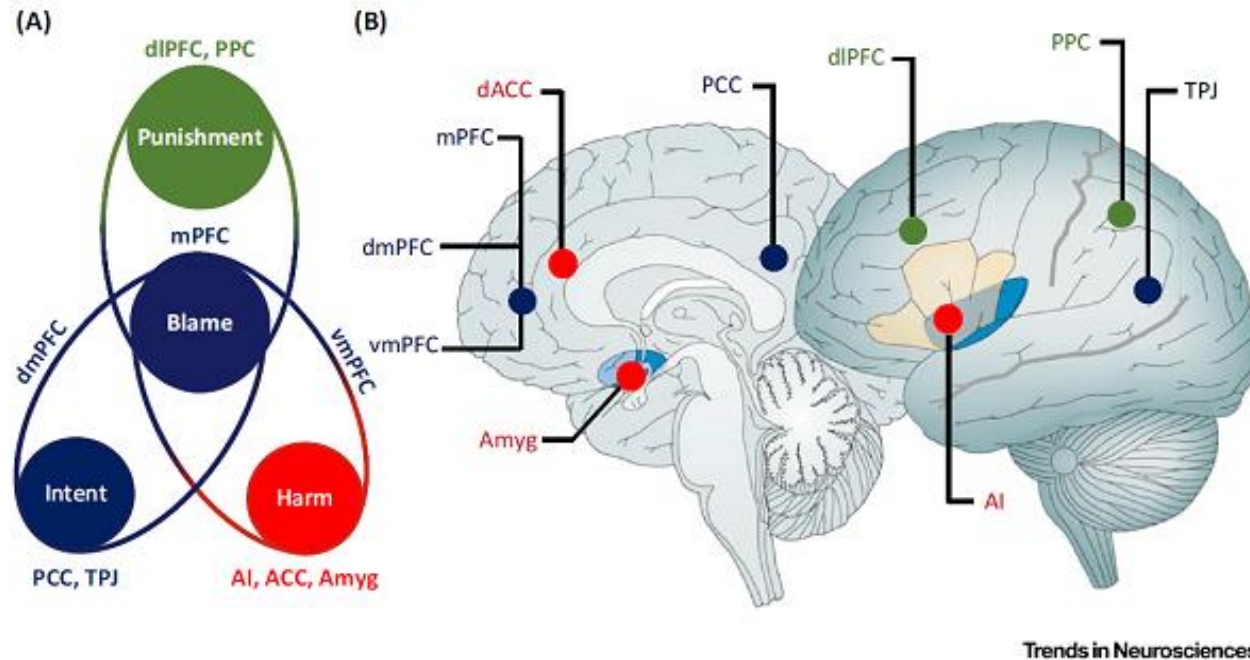 (A)
dlPFC, PPC
Punishment
mPFC
Blame
dmPFC
vmPFC
Intent
Harm
PCC, TPJ
AI, ACC, Amyg
(B)
dACC
mPFC
dmPFC
vmPFC
Amyg
PCC
dlPFC
PPC
TPJ
AI
Trends in Neurosciences